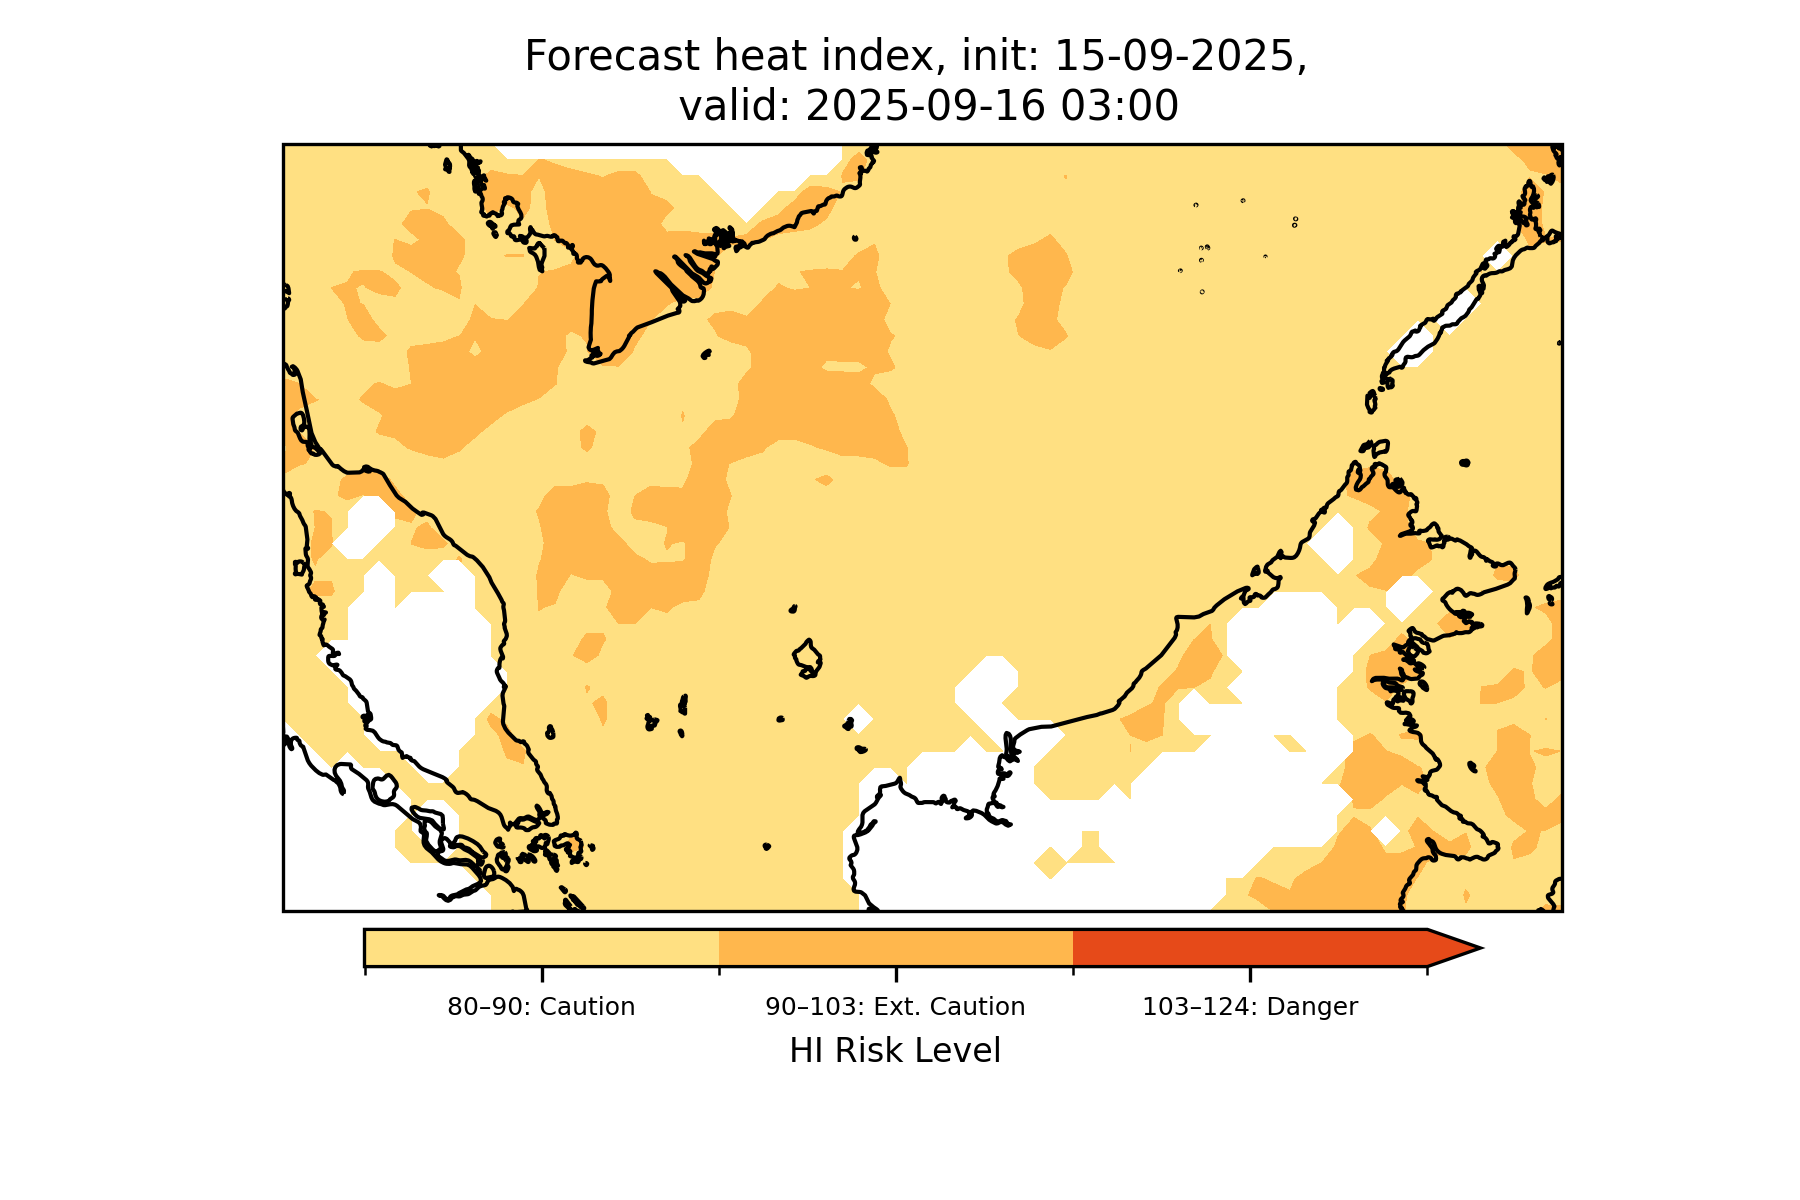 Forecast heat index, init: 15-09-2025,
valid: 2025-09-16 03:00
80–90: Caution
90–103: Ext. Caution
103–124: Danger
HI Risk Level